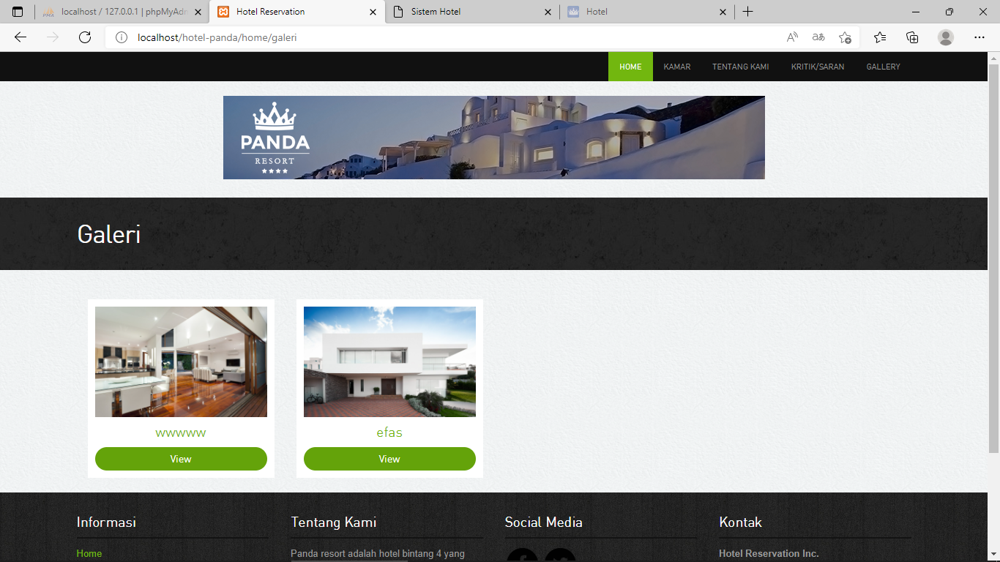 localhost / 127.0.0.1 | phpMyAdn
Hotel Reservation
Sistem Hotel
Hotel
localhost/hotel-panda/home/galeri
HOME
KAMAR
TENTANG KAMI
KRITIK/SARAN
GALLERY
PANDA
RESORT
Galeri
wwwww
efas
View
View
Informasi
Tentang Kami
Social Media
Kontak
Home
Panda resort adalah hotel bintang 4 yang
Hotel Reservation Inc.